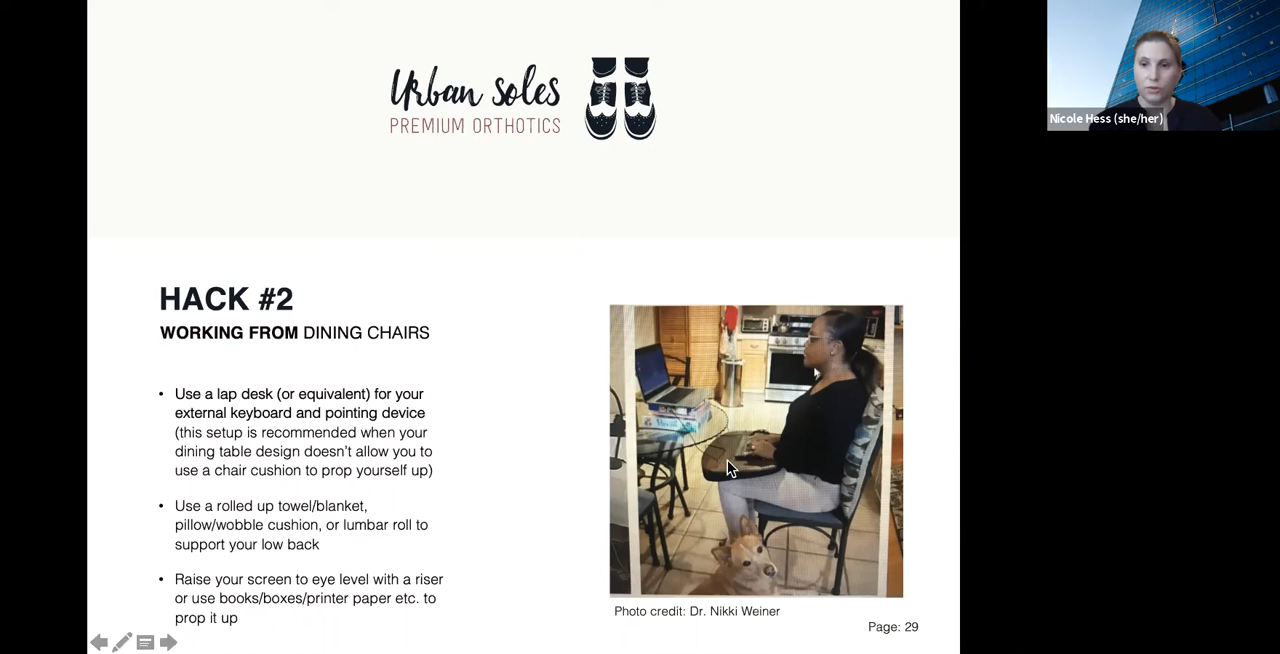 Urban soles
PREMIUM ORTHOTICS
Nicole Hess (she/her)
HACK #2
WORKING FROM DINING CHAIRS
• Use a lap desk (or equivalent) for your
external keyboard and pointing device
(this setup is recommended when your
dining table design doesn't allow you to
use a chair cushion to prop yourself up)
• Use a rolled up towel/blanket,
pillow/wobble cushion, or lumbar roll to
support your low back
• Raise your screen to eye level with a riser
or use books/boxes/printer paper etc. to
prop it up
Photo credit: Dr. Nikki Weiner
Page: 29